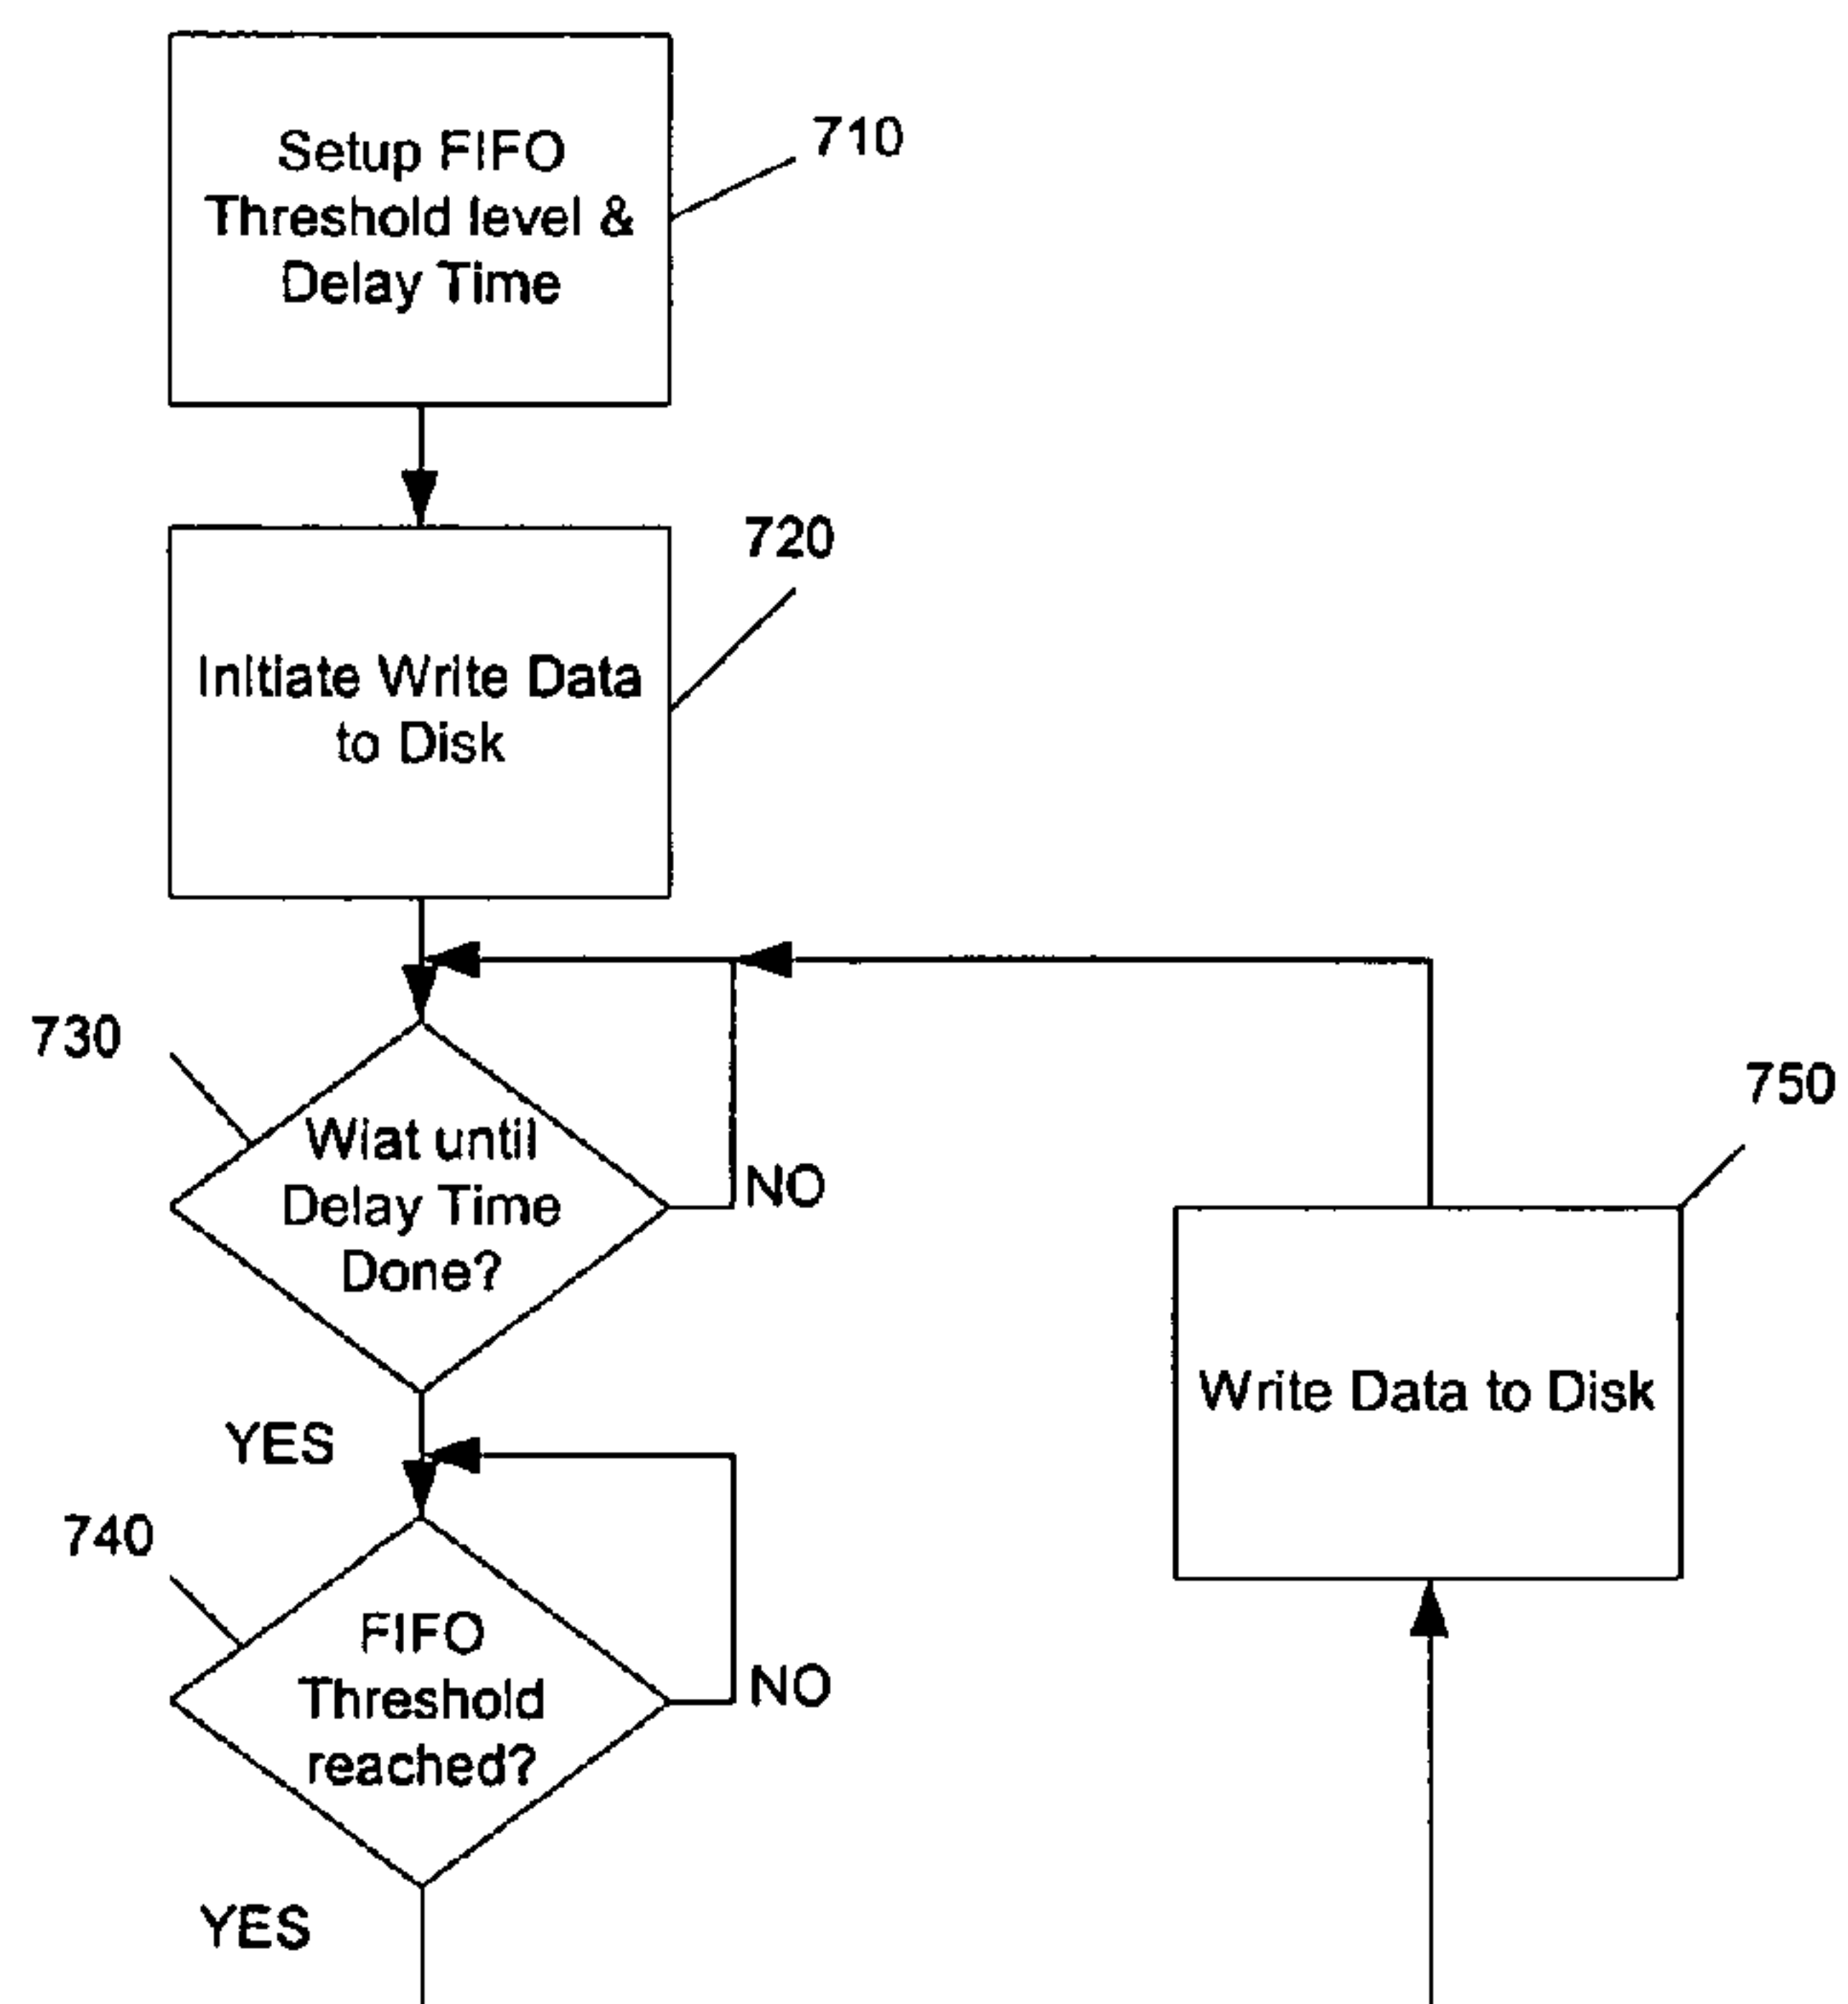 Setup FIFO
Threshold level &
Delay Time
710
720
Initiate Write Data
to Disk
730
Wiat until
Delay Time
Done?
NO
750
Write Data to Disk
YES
740
FIFO
Threshold
reached?
NO
YES